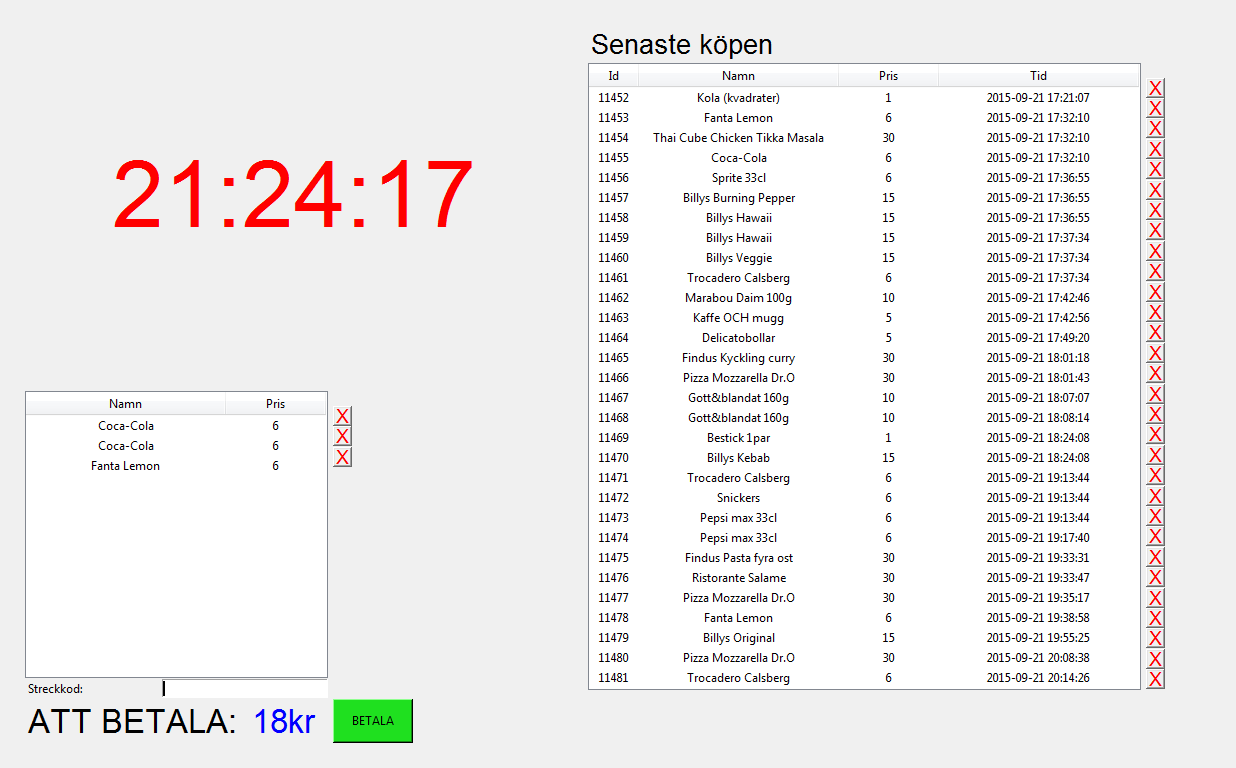 21:24:17
Namn Pris
Coca-Cola 6 X
Coca-Cola 6 X
Fanta Lemon 6 X
Streckkod:
ATT BETALA: 18kr BETALA
Senaste köpen
Id Namn Pris Tid
11452 Kola (kvadrater) 1 2015-09-21 17:21:07 X
11453 Fanta Lemon 6 2015-09-21 17:32:10 X
11454 Thai Cube Chicken Tikka Masala 30 2015-09-21 17:32:10 X
11455 Coca-Cola 6 2015-09-21 17:32:10 X
11456 Sprite 33cl 6 2015-09-21 17:36:55 X
11457 Billys Burning Pepper 15 2015-09-21 17:36:55 X
11458 Billys Hawaii 15 2015-09-21 17:36:55 X
11459 Billys Hawaii 15 2015-09-21 17:37:34 X
11460 Billys Veggie 15 2015-09-21 17:37:34 X
11461 Trocadero Calsberg 6 2015-09-21 17:37:34 X
11462 Marabou Daim 100g 10 2015-09-21 17:42:46 X
11463 Kaffe OCH mugg 5 2015-09-21 17:42:56 X
11464 Delicatobollar 5 2015-09-21 17:49:20 X
11465 Findus Kyckling curry 30 2015-09-21 18:01:18 X
11466 Pizza Mozzarella Dr.O 30 2015-09-21 18:01:43 X
11467 Gott&blandat 160g 10 2015-09-21 18:07:07 X
11468 Gott&blandat 160g 10 2015-09-21 18:08:14 X
11469 Bestick 1par 1 2015-09-21 18:24:08 X
11470 Billys Kebab 15 2015-09-21 18:24:08 X
11471 Trocadero Calsberg 6 2015-09-21 19:13:44 X
11472 Snickers 6 2015-09-21 19:13:44 X
11473 Pepsi max 33cl 6 2015-09-21 19:13:44 X
11474 Pepsi max 33cl 6 2015-09-21 19:17:40 X
11475 Findus Pasta fyra ost 30 2015-09-21 19:33:31 X
11476 Ristorante Salame 30 2015-09-21 19:33:47 X
11477 Pizza Mozzarella Dr.O 30 2015-09-21 19:35:17 X
11478 Fanta Lemon 6 2015-09-21 19:38:58 X
11479 Billys Original 15 2015-09-21 19:55:25 X
11480 Pizza Mozzarella Dr.O 30 2015-09-21 20:08:38 X
11481 Trocadero Calsberg 6 2015-09-21 20:14:26 X